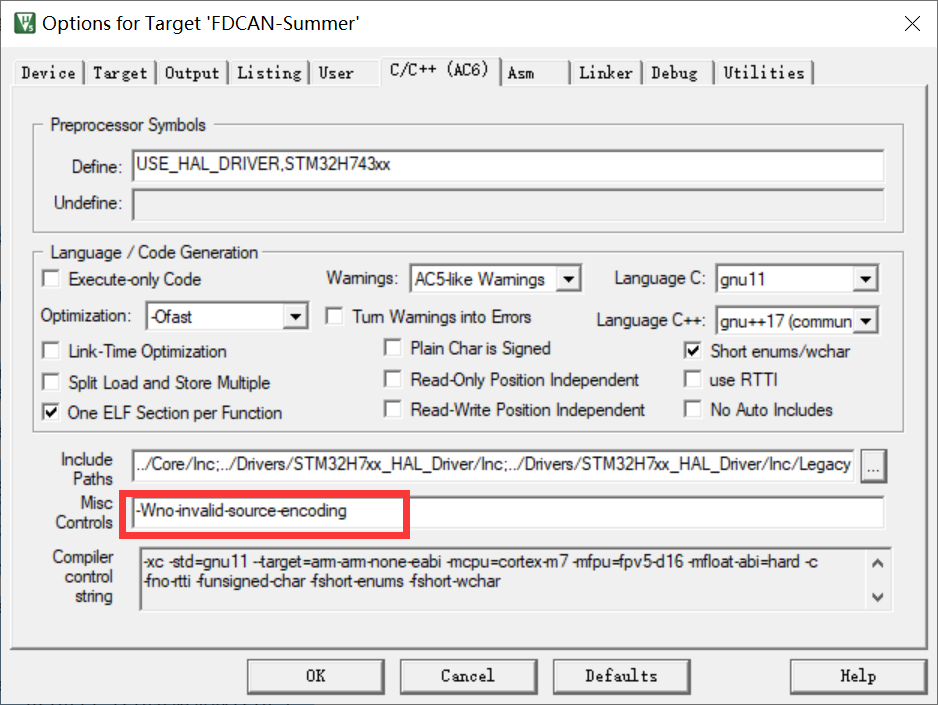 Options for Target 'FDCAN-Summer'
Device Target Output Listing User C/C++ (AC6) Asm Linker Debug Utilities
Preprocessor Symbols
Define: USE_HAL_DRIVER,STM32H743xx
Undefine:
Language / Code Generation
Execute-only Code Warnings: AC5-like Warnings Language C: gnu11
Optimization: -Ofast Turn Warnings into Errors Language C++: gnu++17 (commun
Link-Time Optimization Plain Char is Signed Short enums/wchar
Split Load and Store Multiple Read-Only Position Independent use RTTI
One ELF Section per Function Read-Write Position Independent No Auto Includes
Include
Paths
../Core/Inc;../Drivers/STM32H7xx_HAL_Driver/Inc;../Drivers/STM32H7xx_HAL_Driver/Inc/Legacy ...
Misc
Controls
-Wno-invalid-source-encoding
Compiler
control
string
-xc -std=gnu11 --target=arm-arm-none-eabi -mcpu=cortex-m7 -mfpu=fpv5-d16 -mfloat-abi=hard -c
-fno-rtti -funsigned-char -fshort-enums -fshort-wchar
OK Cancel Defaults Help